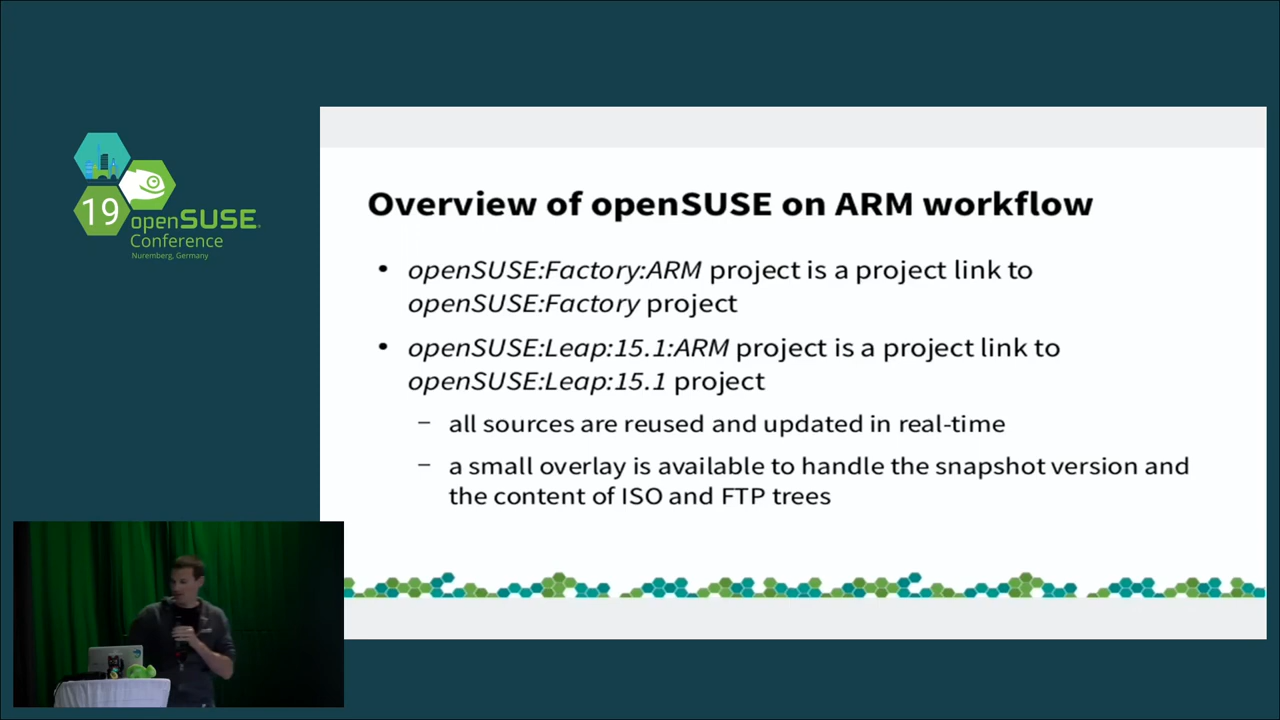 19
openSUSE
Conference
Nuremberg, Germany
Overview of openSUSE on ARM workflow
• openSUSE:Factory:ARM project is a project link to
openSUSE:Factory project
• openSUSE:Leap:15.1:ARM project is a project link to
openSUSE:Leap:15.1 project
– all sources are reused and updated in real-time
– a small overlay is available to handle the snapshot version and
the content of ISO and FTP trees